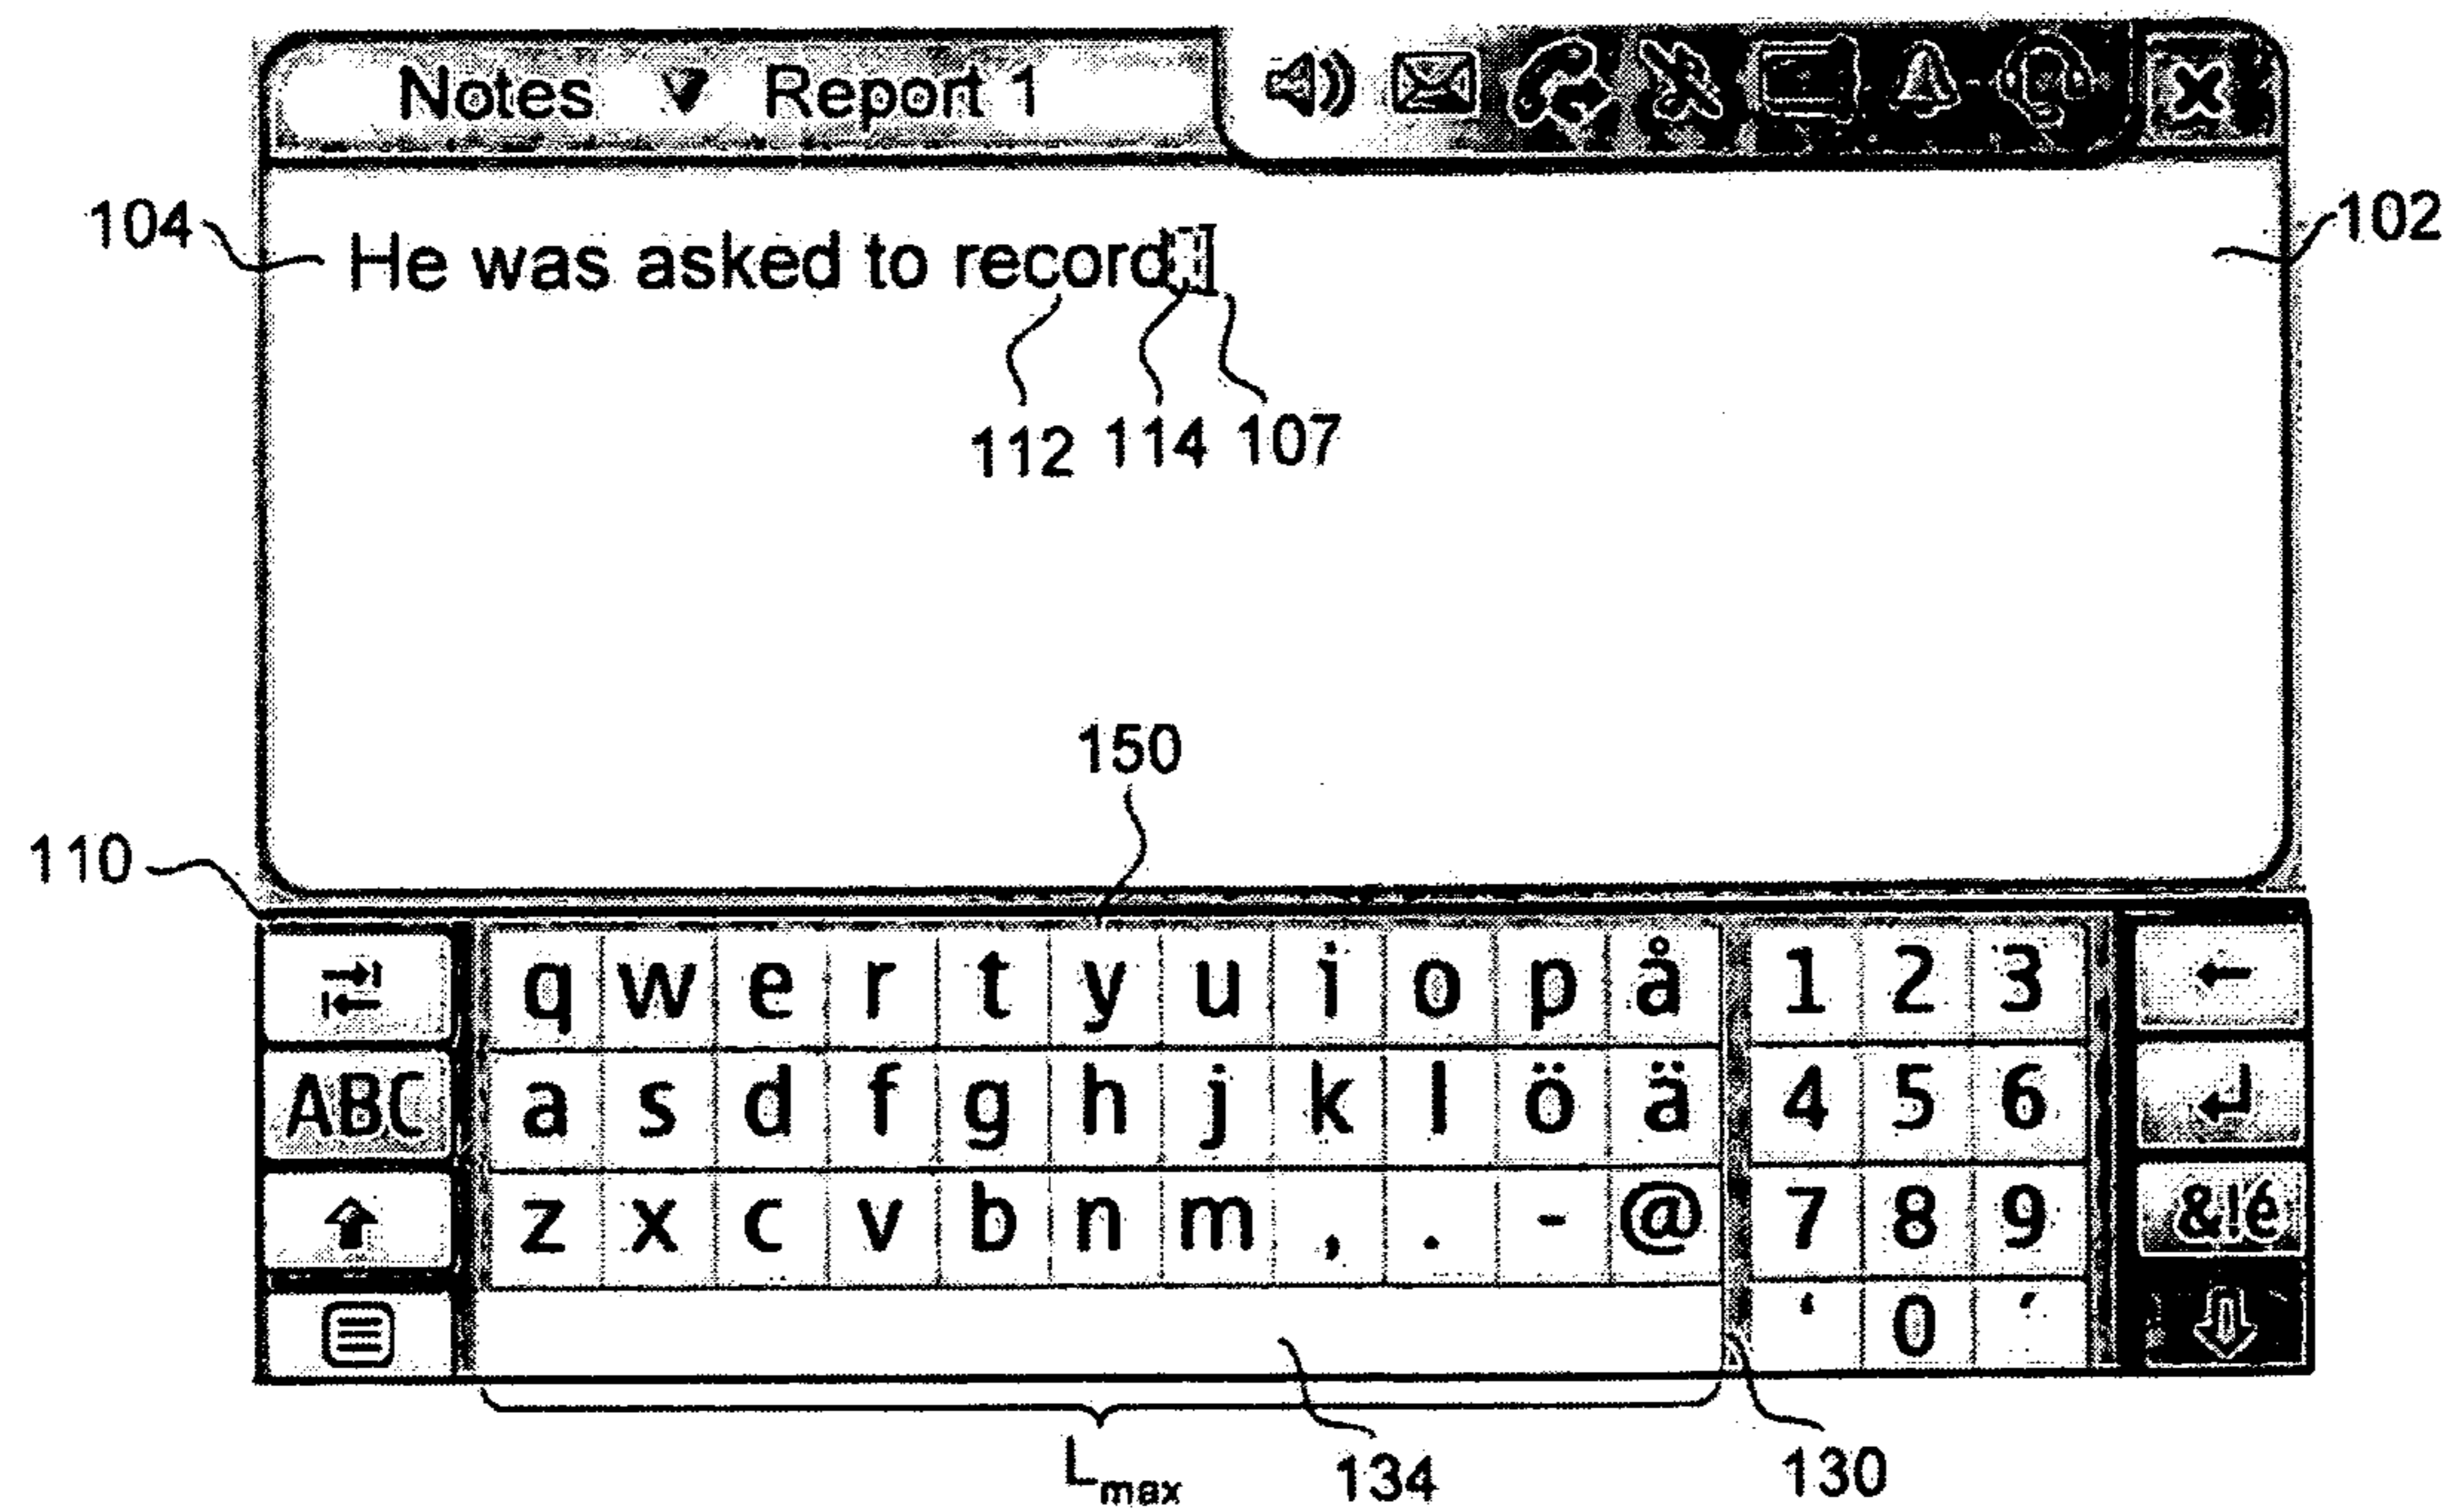 Notes Report 1
104 He was asked to record 102
112 114 107
150
110
q w e r t y u i o p å 1 2 3
ABC a s d f g h j k l ö ä 4 5 6
z x c v b n m , . - @ 7 8 9 &!é
' 0 ´
Lmax 134 130